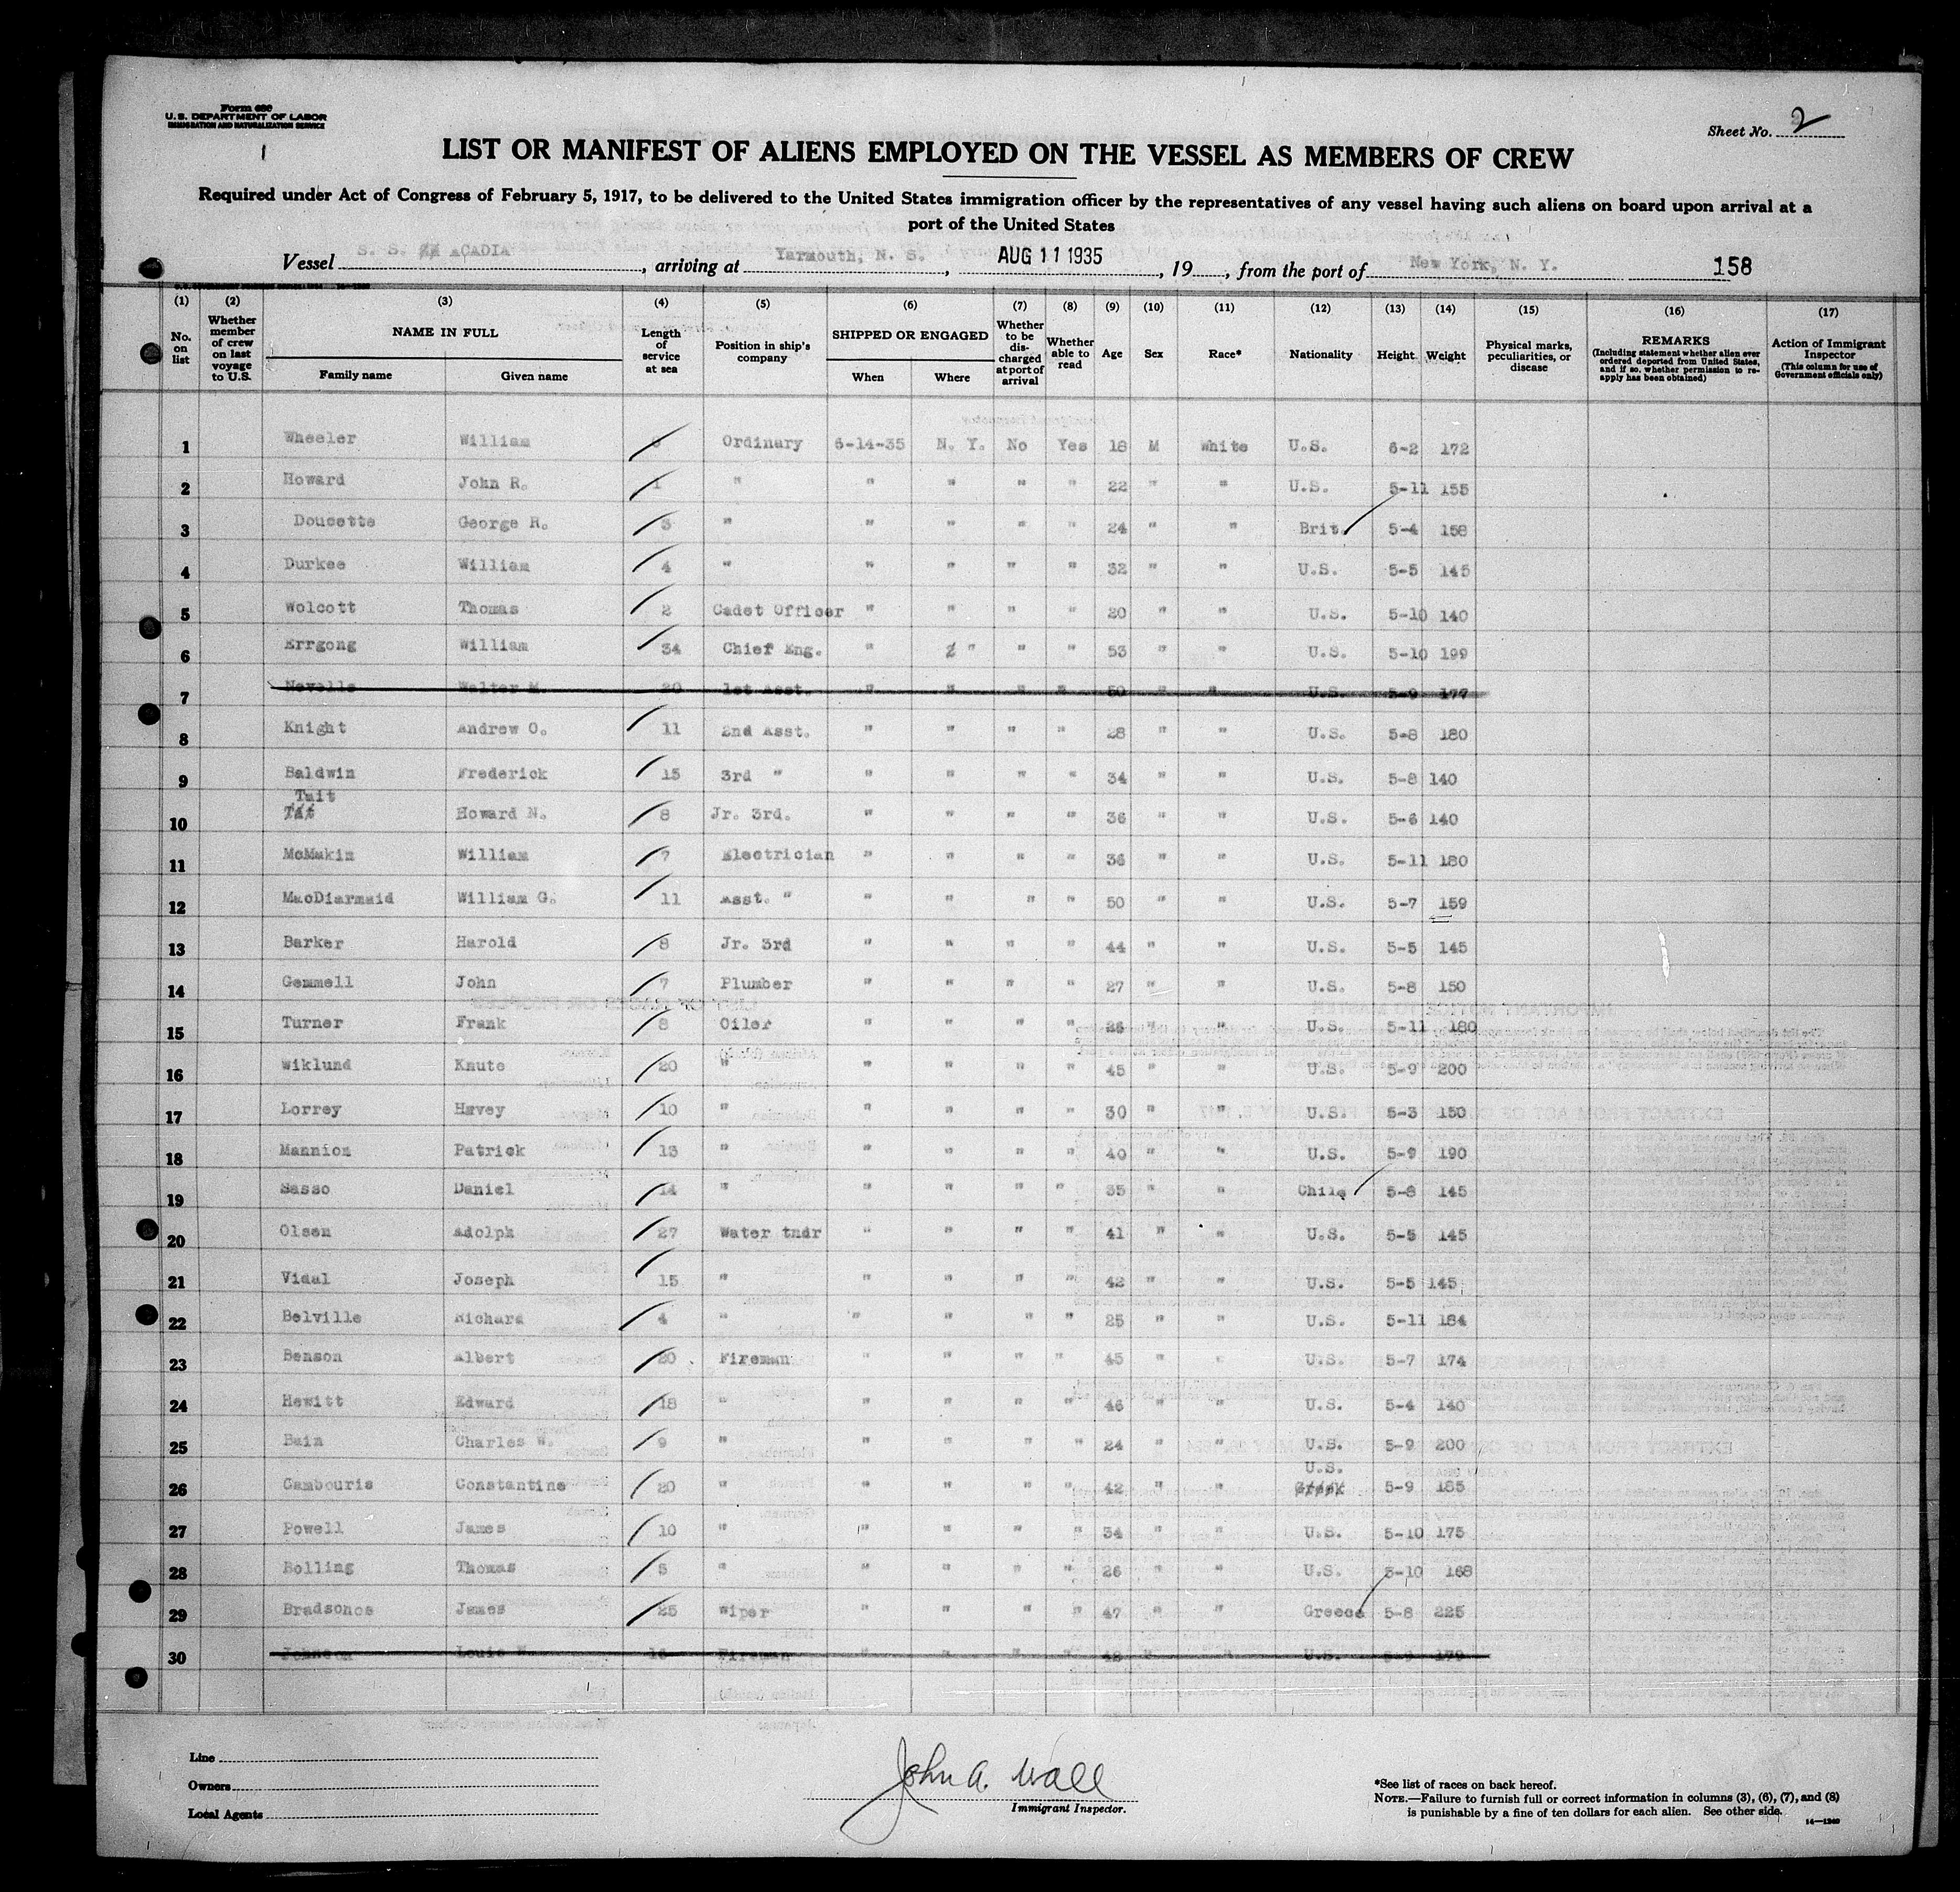 Form 680
U.S. DEPARTMENT OF LABOR
IMMIGRATION AND NATURALIZATION SERVICE
Sheet No. 2
LIST OR MANIFEST OF ALIENS EMPLOYED ON THE VESSEL AS MEMBERS OF CREW
Required under Act of Congress of February 5, 1917, to be delivered to the United States immigration officer by the representatives of any vessel having such aliens on board upon arrival at a
port of the United States
Vessel S. S. ACADIA, arriving at Yarmouth, N. S., AUG 11 1935, 19, from the port of New York, N. Y. 158
(1) (2) (3) (4) (5) (6) (7) (8) (9) (10) (11) (12) (13) (14) (15) (16) (17)
No. on list Whether member of crew on last voyage to U.S. NAME IN FULL Family name Given name Length of service at sea Position in ship's company SHIPPED OR ENGAGED When Where Whether to be discharged at port of arrival Whether able to read Age Sex Race* Nationality Height Weight Physical marks, peculiarities, or disease REMARKS (Including statement whether alien ever ordered deported from United States, and if so, whether permission to reapply has been obtained) Action of Immigrant Inspector (This column for use of Government officials only)
1 Wheeler William Ordinary 6-14-35 N. Y. No Yes 18 M White U.S. 6-2 172
2 Howard John R. 1 " " " " " 22 " " U.S. 5-11 155
3 Doucette George R. 3 " " " " " 24 " " Brit. 5-4 158
4 Durkee William 4 " " " " " 32 " " U.S. 5-5 145
5 Wolcott Thomas 2 Cadet Officer " " " " 20 " " U.S. 5-10 140
6 Errgong William 34 Chief Eng. " " " " 53 " " U.S. 5-10 199
7 Nevells Walter M. 20 1st Asst. " " " " 50 " " U.S. 5-9 177
8 Knight Andrew O. 11 2nd Asst. " " " " 28 " " U.S. 5-8 180
9 Baldwin Frederick 15 3rd " " " " " 34 " " U.S. 5-8 140
Tait
10 Howard N. 8 Jr. 3rd. " " " " 36 " " U.S. 5-6 140
11 McMakin William 7 Electrician " " " " 36 " " U.S. 5-11 180
12 MacDiarmaid William G. 11 Asst. " " " " " 50 " " U.S. 5-7 159
13 Barker Harold 8 Jr. 3rd " " " " 44 " " U.S. 5-5 145
14 Gemmell John 7 Plumber " " " " 27 " " U.S. 5-8 150
15 Turner Frank 8 Oiler " " " " 26 " " U.S. 5-11 180
16 Wiklund Knute 20 " " " " " 45 " " U.S. 5-9 200
17 Lorrey Havey 10 " " " " " 30 " " U.S. 5-3 150
18 Mannion Patrick 13 " " " " " 40 " " U.S. 5-9 190
19 Sasso Daniel 14 " " " " " 35 " " Chile 5-8 145
20 Olsen Adolph 27 Water tndr " " " " 41 " " U.S. 5-5 145
21 Vidal Joseph 15 " " " " " 42 " " U.S. 5-5 145
22 Belville Richard 4 " " " " " 25 " " U.S. 5-11 184
23 Benson Albert 20 Fireman " " " " 45 " " U.S. 5-7 174
24 Hewitt Edward 18 " " " " " 46 " " U.S. 5-4 140
25 Bain Charles W. 9 " " " " " 24 " " U.S. 5-9 200
U.S.
26 Gambouris Constantine 20 " " " " " 42 " " Greek 5-9 185
27 Powell James 10 " " " " " 34 " " U.S. 5-10 175
28 Bolling Thomas 5 " " " " " 26 " " U.S. 5-10 168
29 Bradsonos James 25 Wiper " " " " 47 " " Greece 5-8 225
30 Johnson Louis Fireman " " " " " " U.S.
Line
Owners
Local Agents
John A. Wall
Immigrant Inspector.
*See list of races on back hereof.
NOTE.—Failure to furnish full or correct information in columns (3), (6), (7), and (8)
is punishable by a fine of ten dollars for each alien. See other side.
14—1240